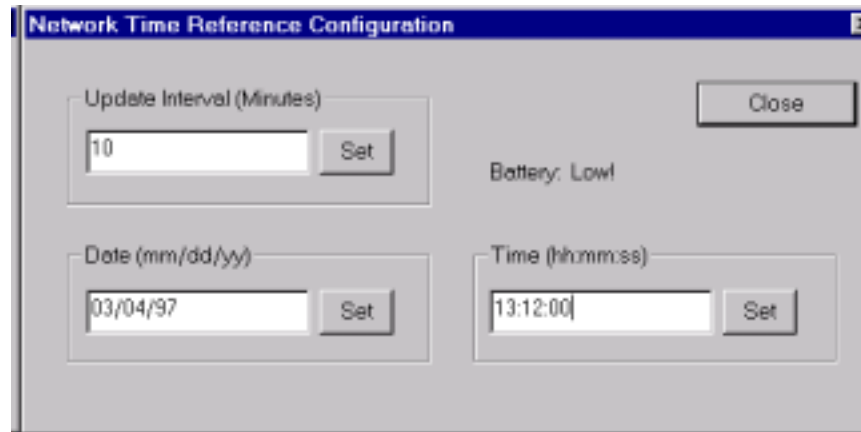 Network Time Reference Configuration
Update Interval (Minutes)
Close
10
Set
Battery: Low!
Date (mm/dd/yy)
Time (hh:mm:ss)
03/04/97
Set
13:12:00
Set